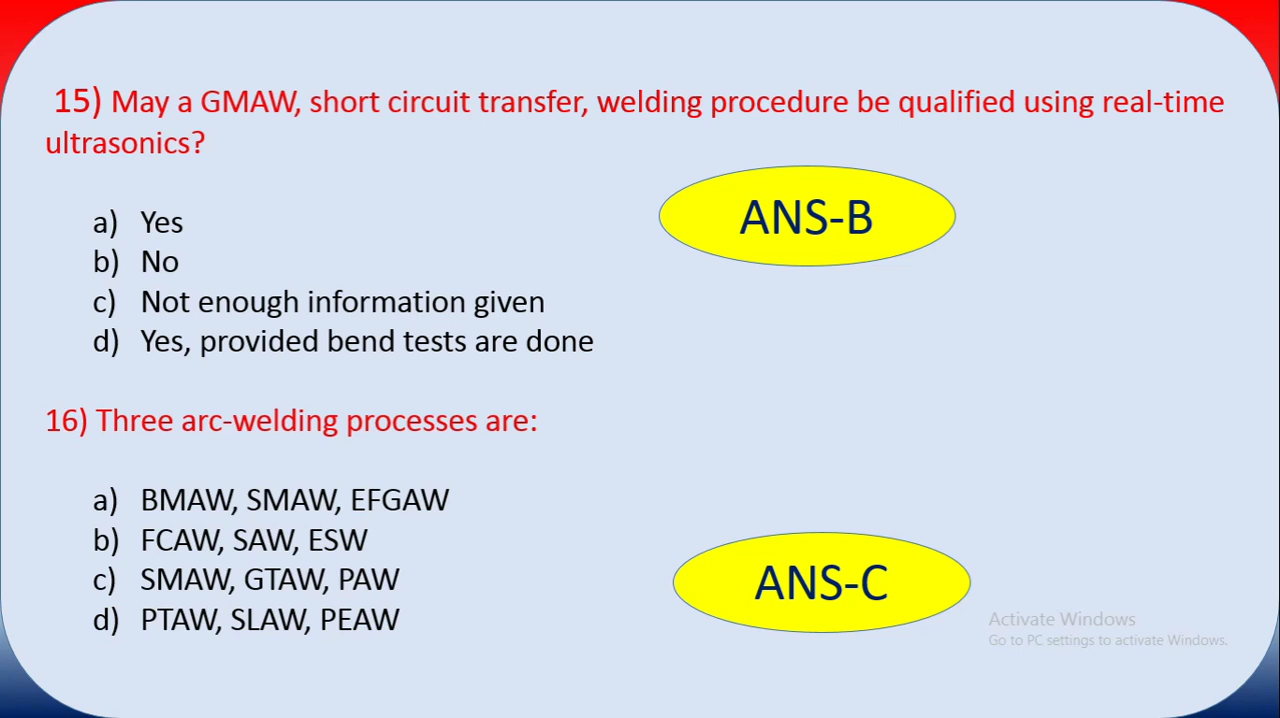 15) May a GMAW, short circuit transfer, welding procedure be qualified using real-time
ultrasonics?
ANS-B
a) Yes
b) No
c) Not enough information given
d) Yes, provided bend tests are done
16) Three arc-welding processes are:
a) BMAW, SMAW, EFGAW
b) FCAW, SAW, ESW
c) SMAW, GTAW, PAW
d) PTAW, SLAW, PEAW
ANS-C
Activate Windows
Go to PC settings to activate Windows.